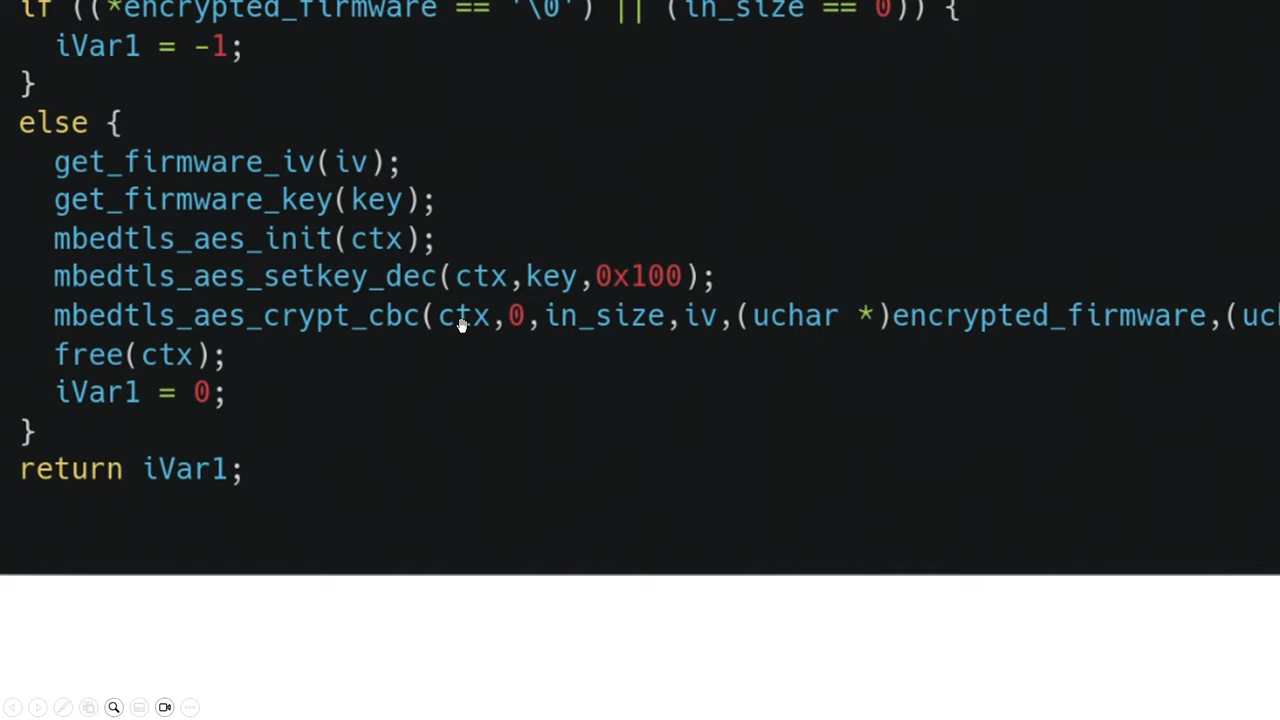 if ((*encrypted_firmware == '\0') || (in_size == 0)) {
iVar1 = -1;
}
else {
get_firmware_iv(iv);
get_firmware_key(key);
mbedtls_aes_init(ctx);
mbedtls_aes_setkey_dec(ctx,key,0x100);
mbedtls_aes_crypt_cbc(ctx,0,in_size,iv,(uchar *)encrypted_firmware,(uc
free(ctx);
iVar1 = 0;
}
return iVar1;